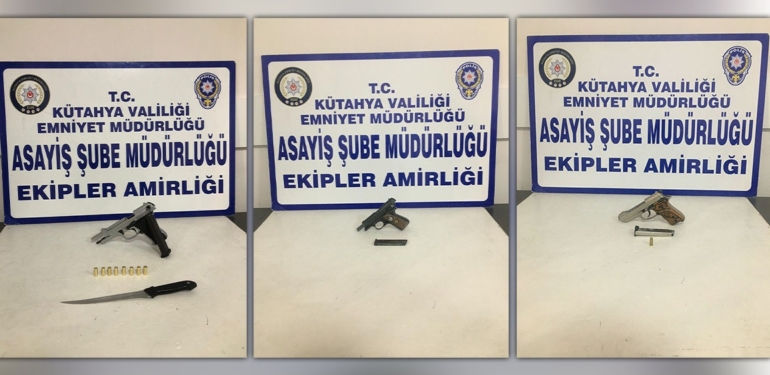 T.C.
KÜTAHYA VALİLİĞİ
EMNİYET MÜDÜRLÜĞÜ
ASAYİŞ ŞUBE MÜDÜRLÜĞÜ
EKİPLER AMİRLİĞİ
T.C.
KÜTAHYA VALİLİĞİ
EMNİYET MÜDÜRLÜĞÜ
ASAYİŞ ŞUBE MÜDÜRLÜĞÜ
EKİPLER AMİRLİĞİ
T.C.
KÜTAHYA VALİLİĞİ
EMNİYET MÜDÜRLÜĞÜ
ASAYİŞ ŞUBE MÜDÜRLÜĞÜ
EKİPLER AMİRLİĞİ